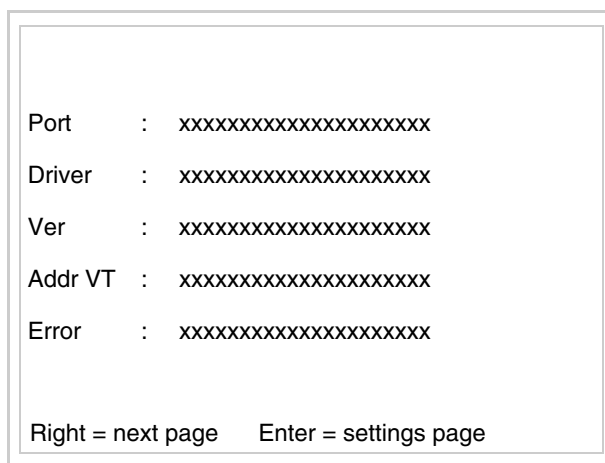 Port : xxxxxxxxxxxxxxxxxxxxx
Driver : xxxxxxxxxxxxxxxxxxxxx
Ver : xxxxxxxxxxxxxxxxxxxxx
Addr VT : xxxxxxxxxxxxxxxxxxxxx
Error : xxxxxxxxxxxxxxxxxxxxx
Right = next page Enter = settings page